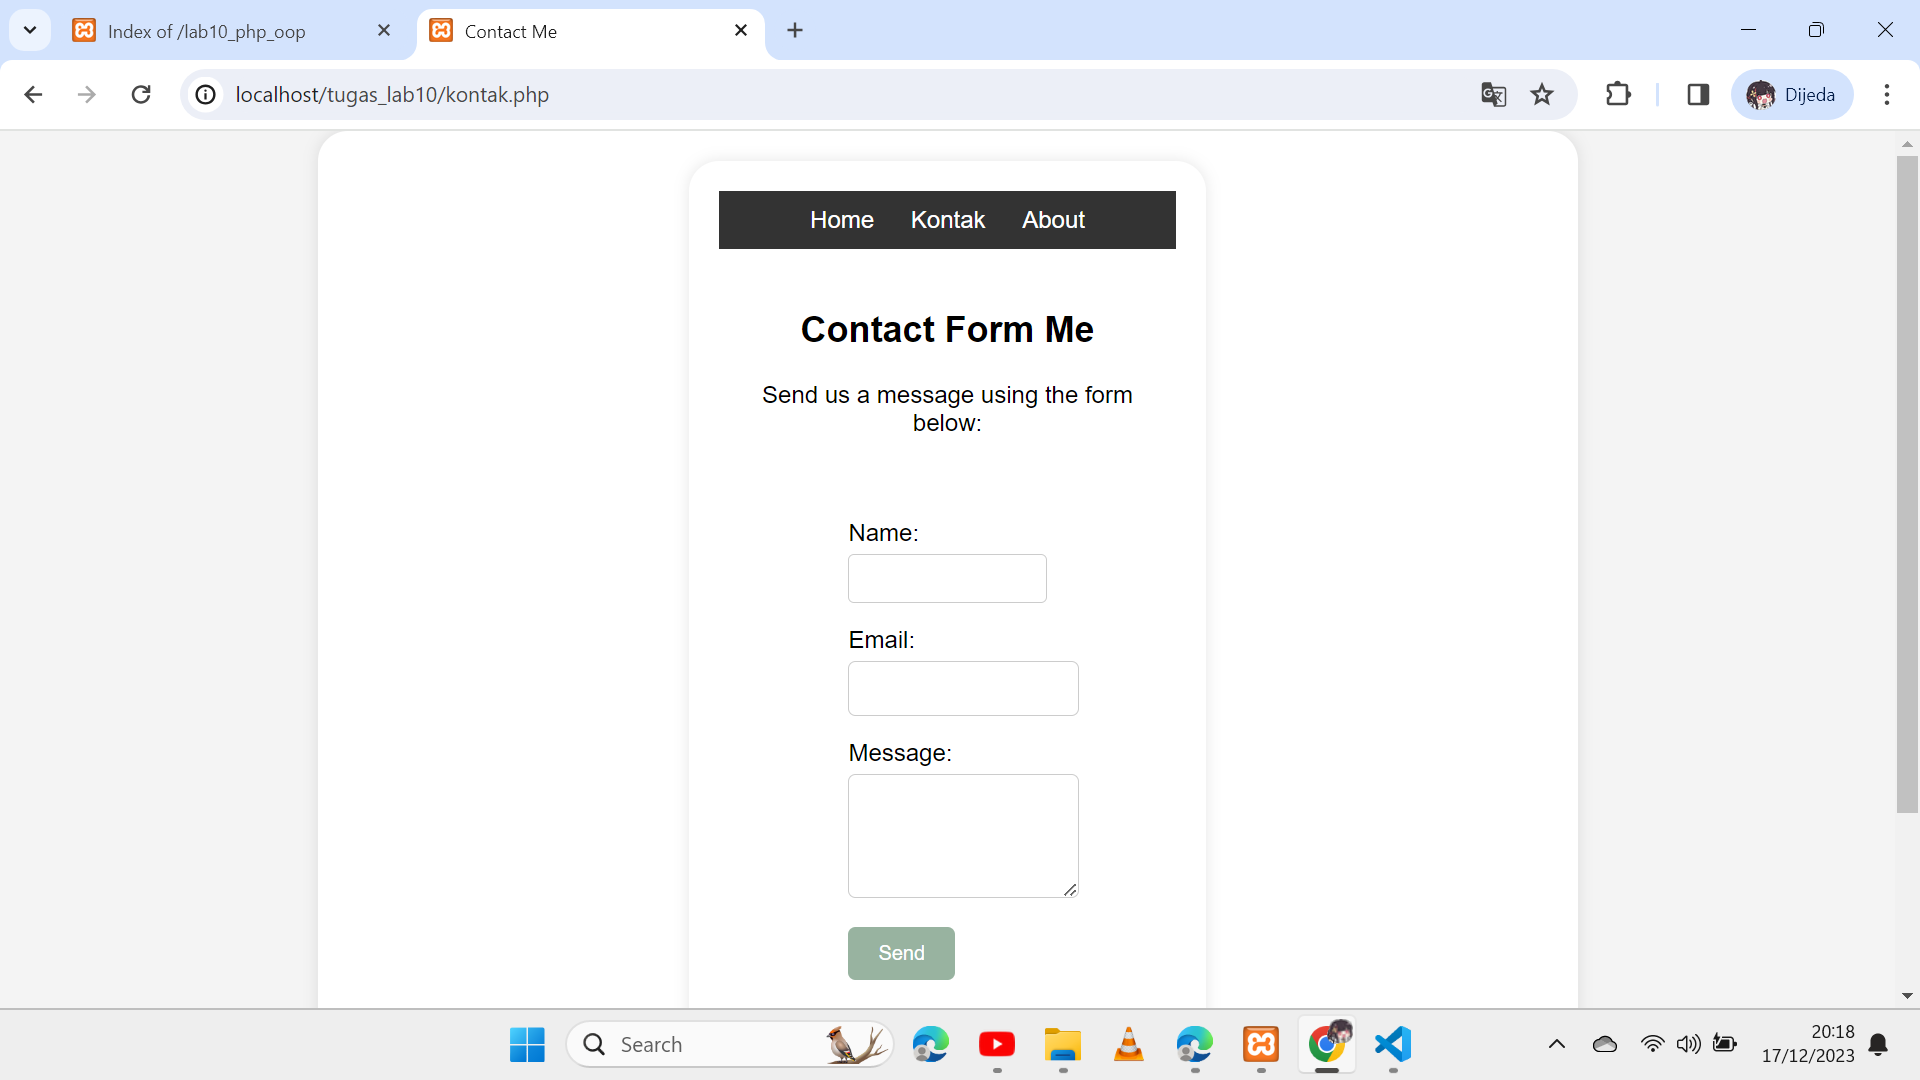 Index of /lab10_php_oop
Contact Me
localhost/tugas_lab10/kontak.php
Dijeda
Home Kontak About
Contact Form Me
Send us a message using the form
below:
Name:
Email:
Message:
Send
Search
20:18
17/12/2023